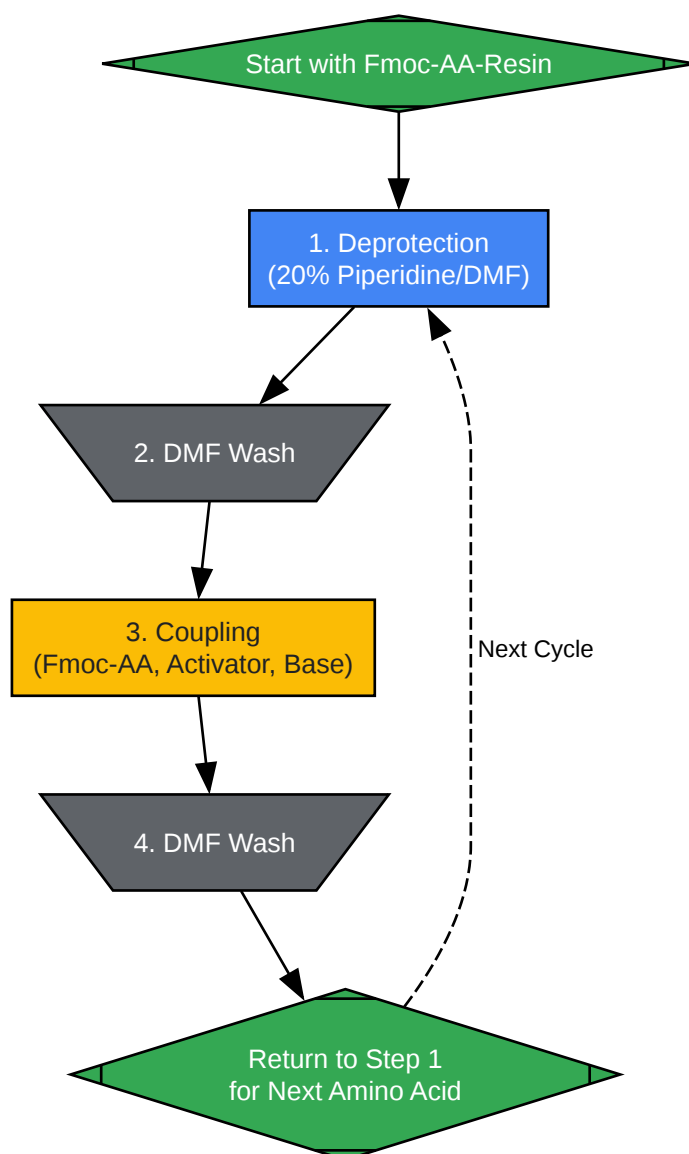 Start with Fmoc-AA-Resin
1. Deprotection
(20% Piperidine/DMF)
2. DMF Wash
3. Coupling
(Fmoc-AA, Activator, Base)
Next Cycle
4. DMF Wash
Return to Step 1
for Next Amino Acid